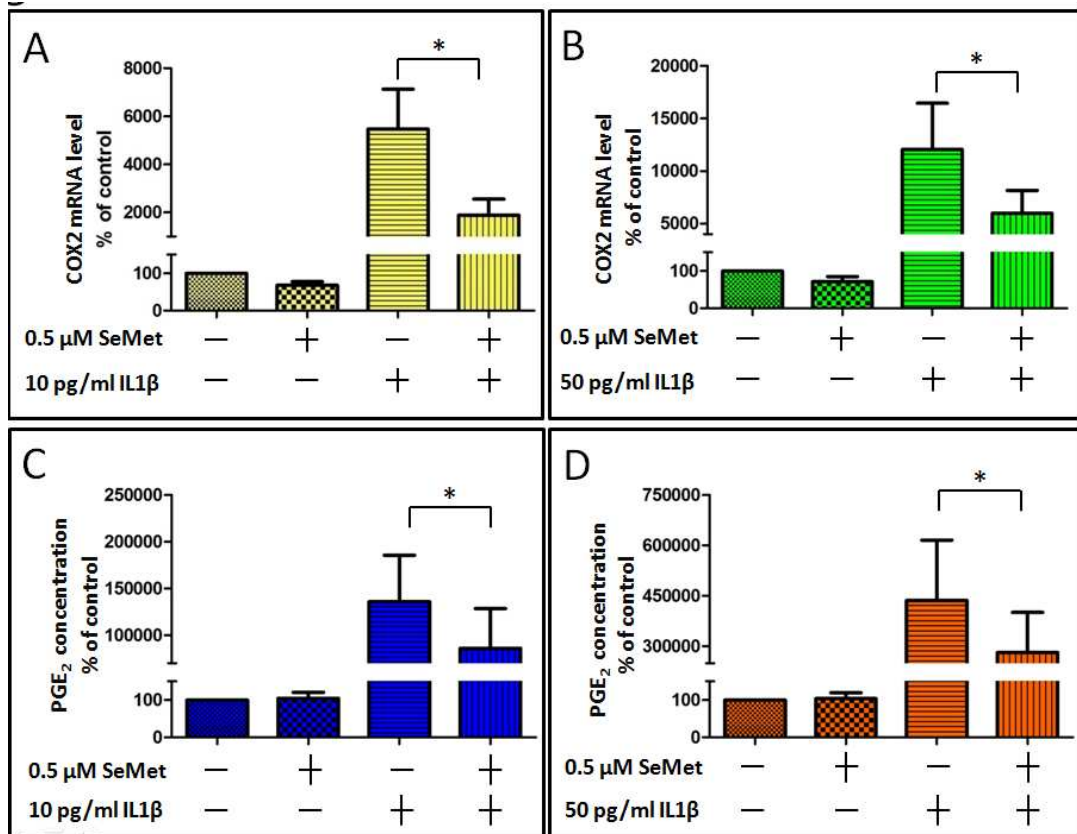 A
*
COX2 mRNA level
% of control
8000
6000
4000
2000
100
0
0.5 µM SeMet — + — +
10 pg/ml IL1β — — + +
B
*
COX2 mRNA level
% of control
20000
15000
10000
5000
100
0
0.5 µM SeMet — + — +
50 pg/ml IL1β — — + +
C
*
PGE₂ concentration
% of control
250000
200000
150000
100000
100
0
0.5 µM SeMet — + — +
10 pg/ml IL1β — — + +
D
*
PGE₂ concentration
% of control
750000
600000
450000
300000
100
0
0.5 µM SeMet — + — +
50 pg/ml IL1β — — + +